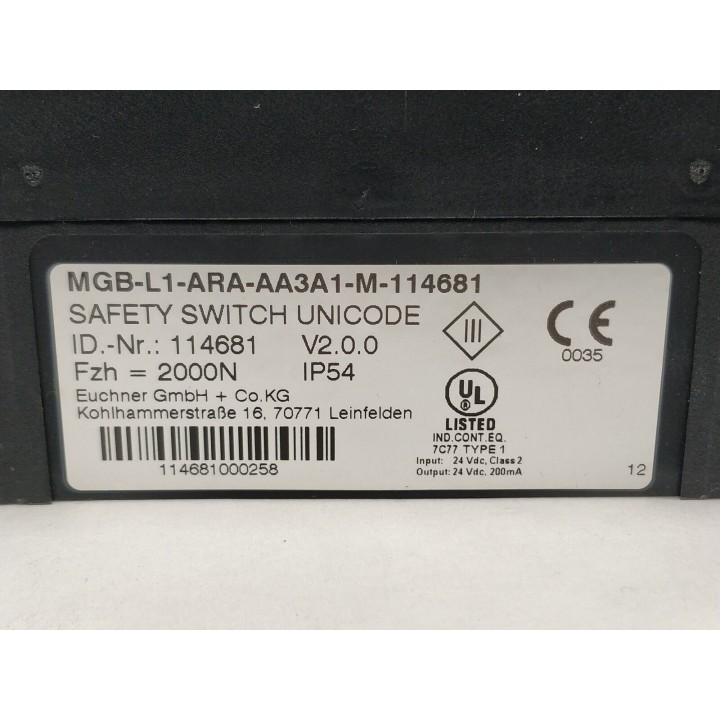 MGB-L1-ARA-AA3A1-M-114681
SAFETY SWITCH UNICODE
ID.-Nr.: 114681 V2.0.0
Fzh = 2000N IP54
Euchner GmbH + Co.KG
Kohlhammerstraße 16, 70771 Leinfelden
114681000258
III
CE
0035
UL
LISTED
IND.CONT.EQ.
7C77 TYPE 1
Input: 24 Vdc, Class 2
Output: 24 Vdc, 200mA
12